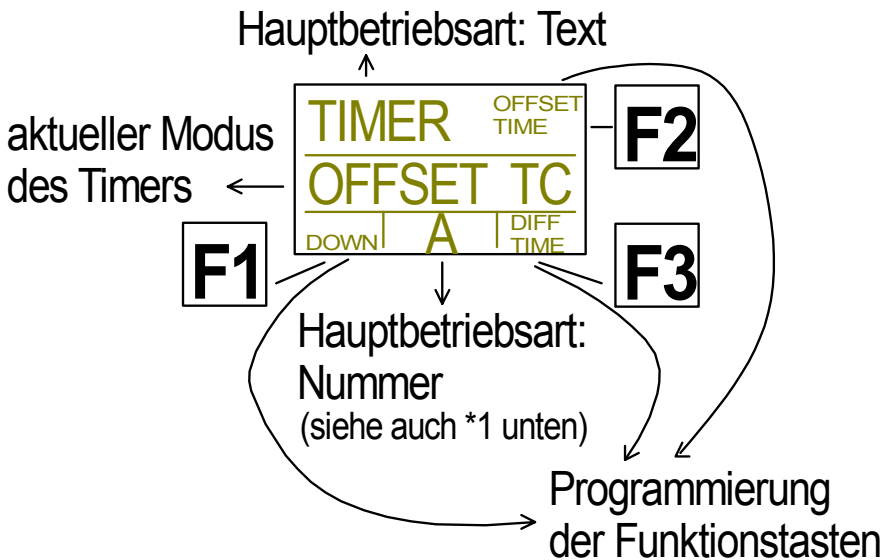 Hauptbetriebsart: Text
aktueller Modus
des Timers
TIMER
OFFSET
TIME
F2
OFFSET TC
DOWN
A
DIFF
TIME
F1
F3
Hauptbetriebsart:
Nummer
(siehe auch *1 unten)
Programmierung
der Funktionstasten